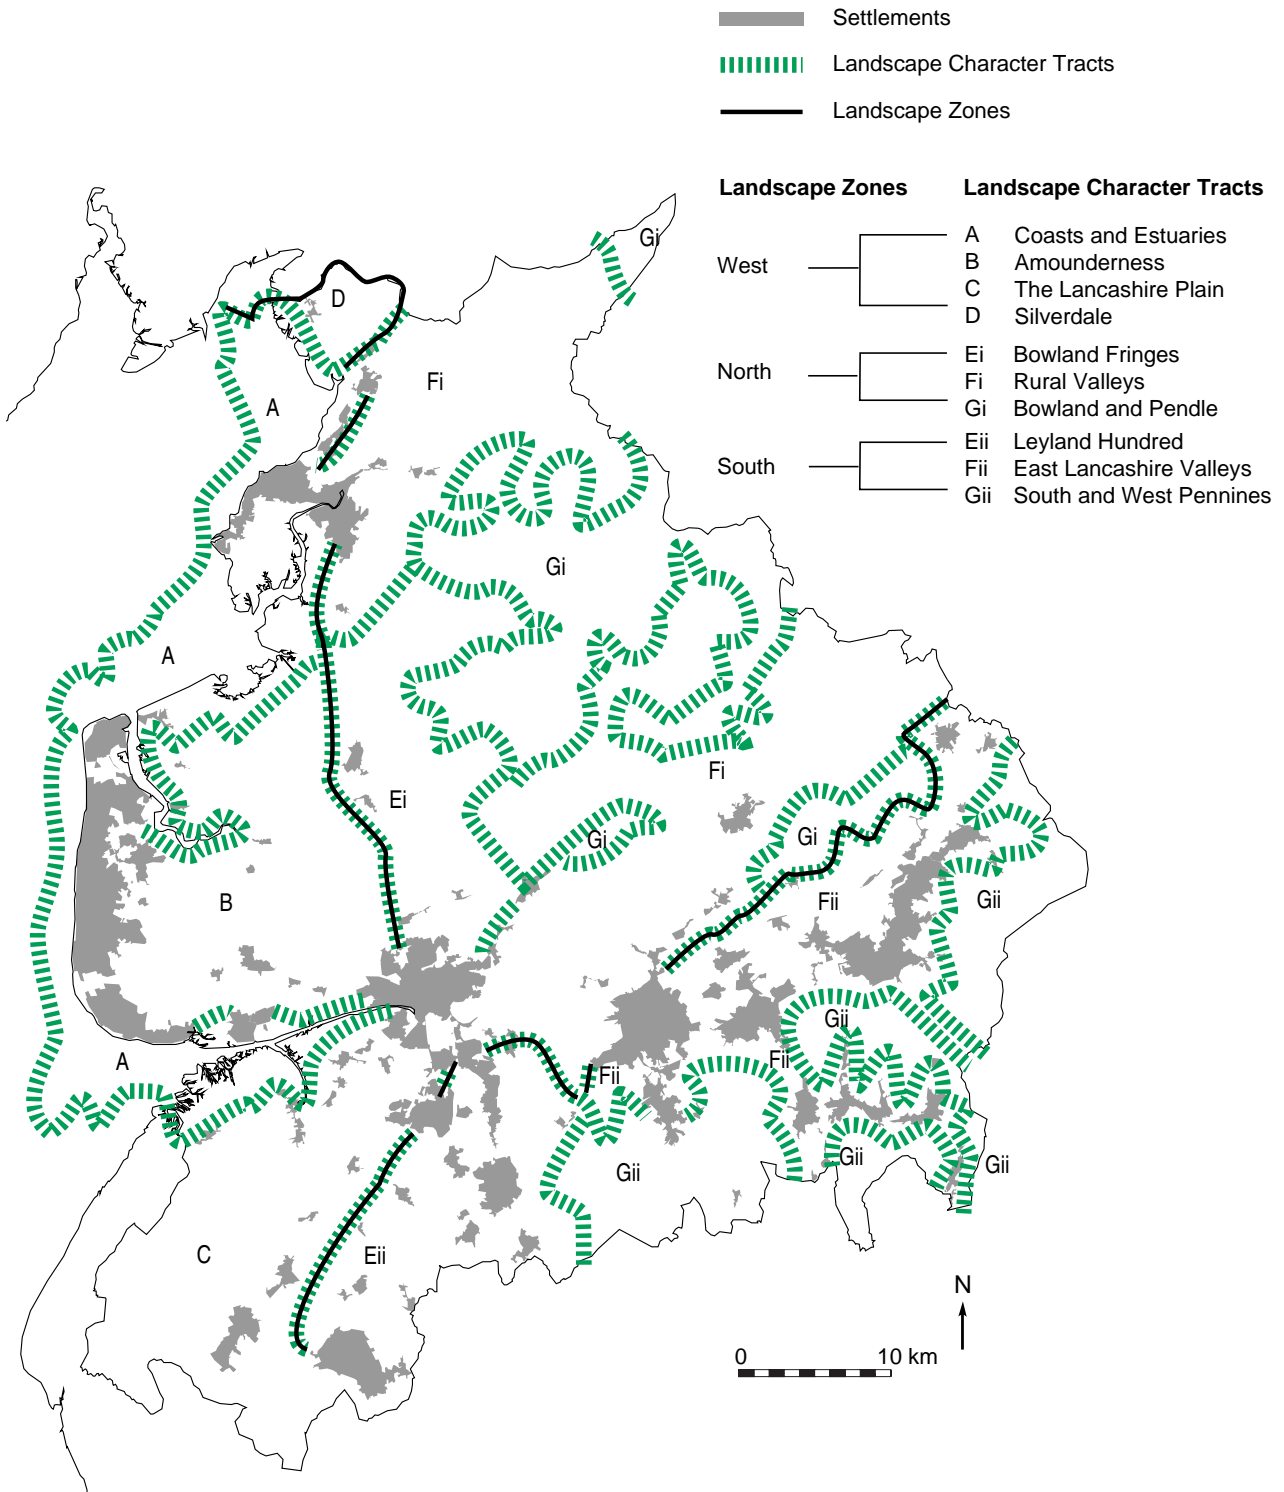 Settlements
Landscape Character Tracts
Landscape Zones
Landscape Zones Landscape Character Tracts
West
A Coasts and Estuaries
B Amounderness
C The Lancashire Plain
D Silverdale
North
Ei Bowland Fringes
Fi Rural Valleys
Gi Bowland and Pendle
South
Eii Leyland Hundred
Fii East Lancashire Valleys
Gii South and West Pennines
Gi
D
Fi
A
Gi
A
Fi
Ei
Gi
Gi
B
Fii
Gii
Gii
A
Fii
Fii
Gii
Gii
Gii
C
Eii
N
0 10 km